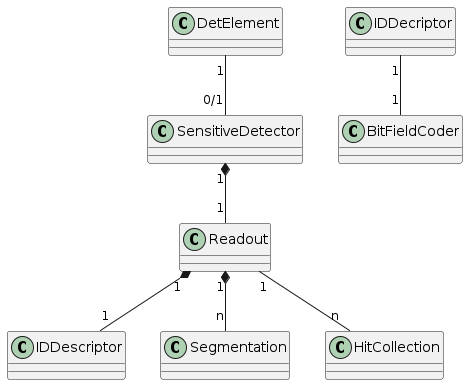 C DetElement
C IDDecriptor
1
1
0/1
1
C SensitiveDetector
C BitFieldCoder
1
1
C Readout
1
1
1
1
n
n
C IDDescriptor
C Segmentation
C HitCollection